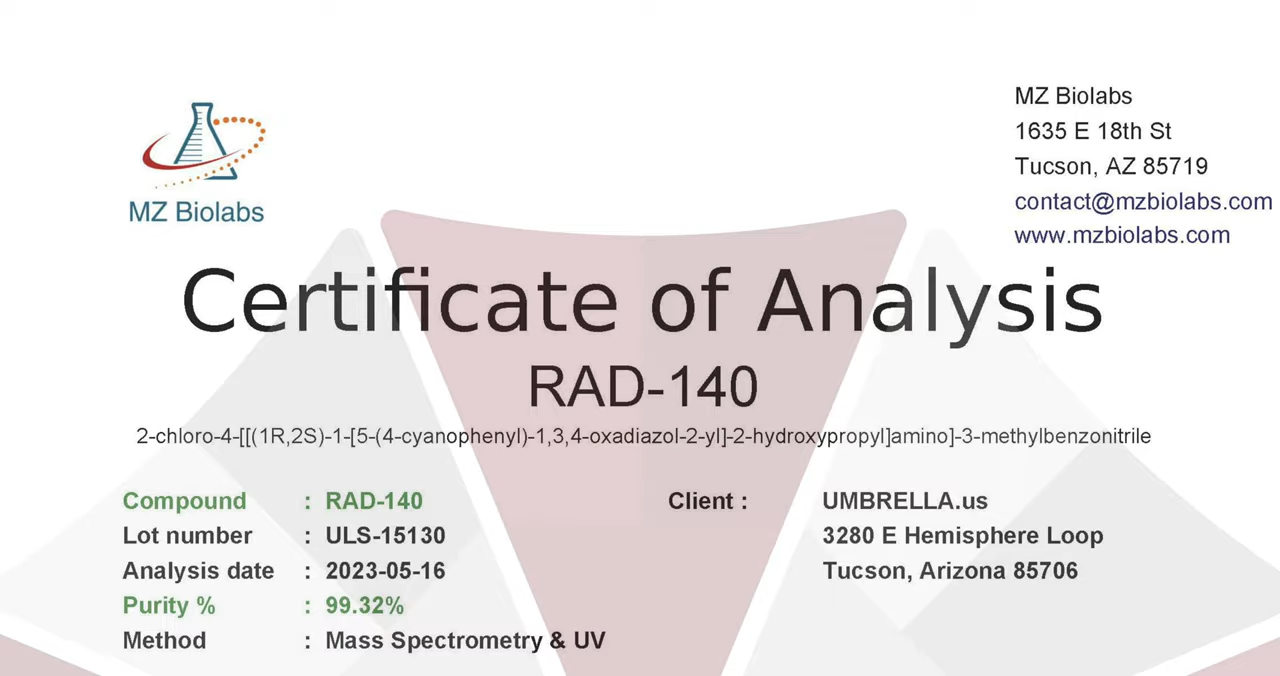 MZ Biolabs
MZ Biolabs
1635 E 18th St
Tucson, AZ 85719
contact@mzbiolabs.com
www.mzbiolabs.com
Certificate of Analysis
RAD-140
2-chloro-4-[[(1R,2S)-1-[5-(4-cyanophenyl)-1,3,4-oxadiazol-2-yl]-2-hydroxypropyl]amino]-3-methylbenzonitrile
Compound : RAD-140
Lot number : ULS-15130
Analysis date : 2023-05-16
Purity % : 99.32%
Method : Mass Spectrometry & UV
Client : UMBRELLA.us
3280 E Hemisphere Loop
Tucson, Arizona 85706